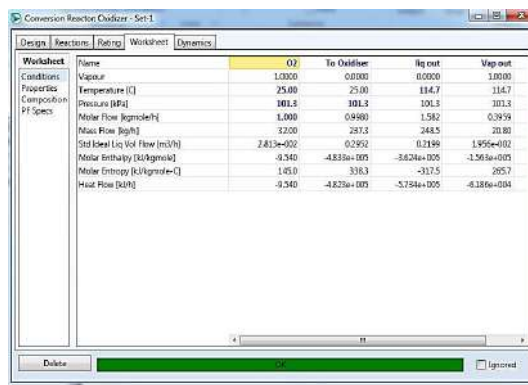 Conversion Reactor: Oxidizer - Set-1
Design Reactions Rating Worksheet Dynamics
Worksheet
Conditions
Properties
Composition
PF Specs
Name O2 To Oxidiser liq out Vap out
Vapour 1.0000 0.0000 0.0000 1.0000
Temperature [C] 25.00 25.00 114.7 114.7
Pressure [kPa] 101.3 101.3 101.3 101.3
Molar Flow [kgmole/h] 1.000 0.9980 1.582 0.3959
Mass Flow [kg/h] 32.00 237.3 248.5 20.80
Std Ideal Liq Vol Flow [m3/h] 2.813e-002 0.2952 0.2199 1.956e-002
Molar Enthalpy [kJ/kgmole] -9.540 -4.833e+005 -3.624e+005 -1.563e+005
Molar Entropy [kJ/kgmole-C] 145.0 338.3 -317.5 265.7
Heat Flow [kJ/h] -9.540 -4.823e+005 -5.734e+005 -6.186e+004
Delete
OK
Ignored